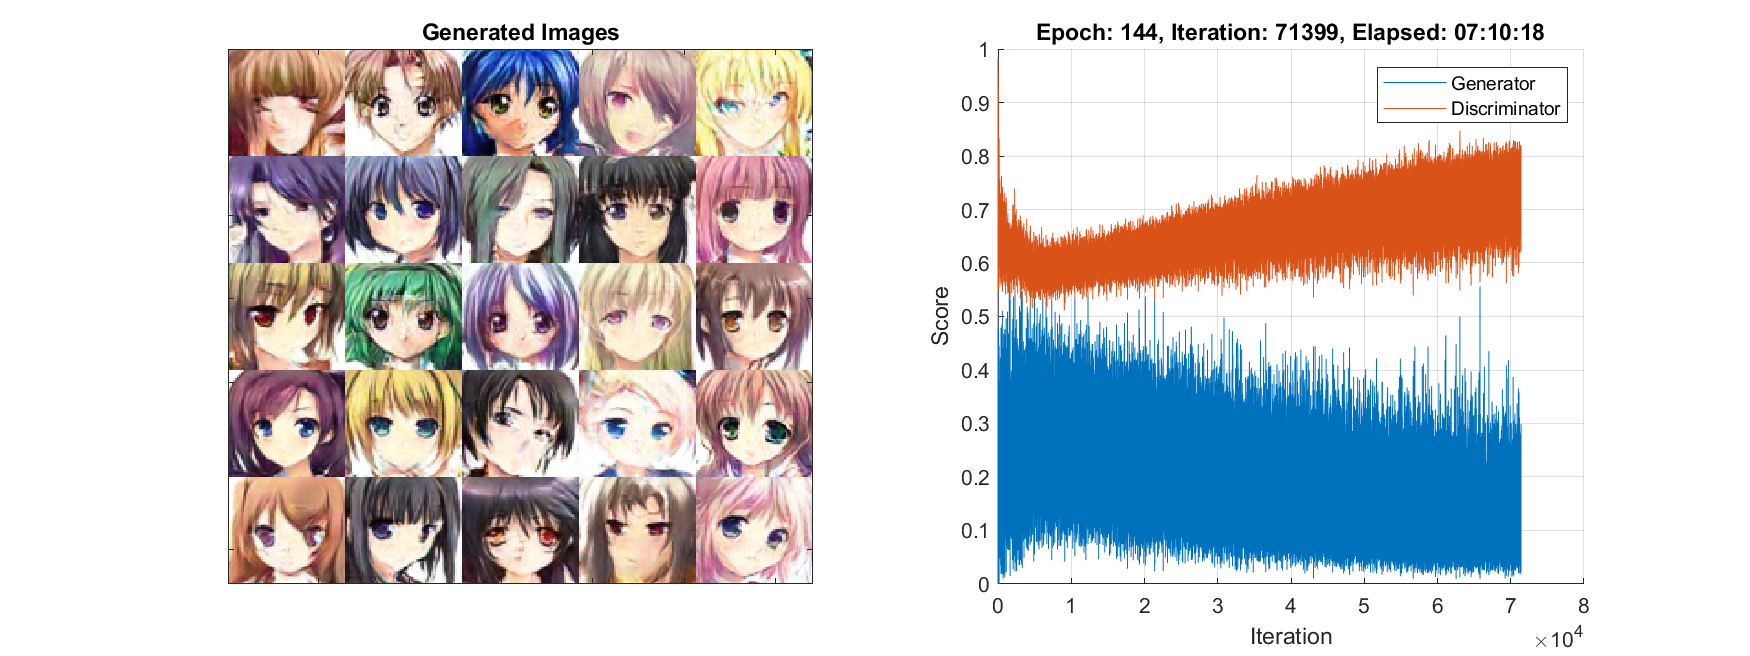 Generated Images
Epoch: 144, Iteration: 71399, Elapsed: 07:10:18
Generator
Discriminator
1
0.9
0.8
0.7
0.6
0.5
0.4
0.3
0.2
0.1
0
Score
0 1 2 3 4 5 6 7 8
Iteration
×10⁴